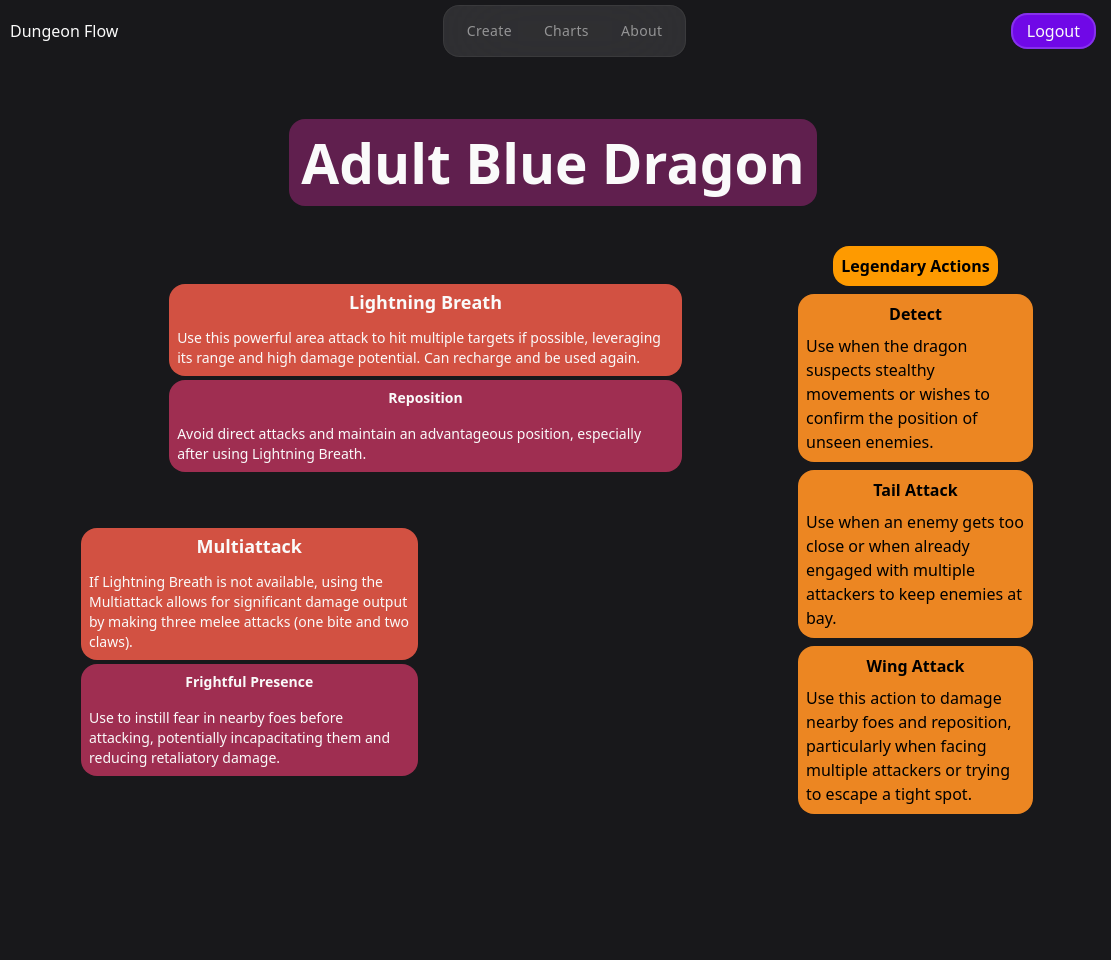 Dungeon Flow
Create
Charts
About
Logout
Adult Blue Dragon
Lightning Breath
Use this powerful area attack to hit multiple targets if possible, leveraging
its range and high damage potential. Can recharge and be used again.
Reposition
Avoid direct attacks and maintain an advantageous position, especially
after using Lightning Breath.
Multiattack
If Lightning Breath is not available, using the
Multiattack allows for significant damage output
by making three melee attacks (one bite and two
claws).
Frightful Presence
Use to instill fear in nearby foes before
attacking, potentially incapacitating them and
reducing retaliatory damage.
Legendary Actions
Detect
Use when the dragon
suspects stealthy
movements or wishes to
confirm the position of
unseen enemies.
Tail Attack
Use when an enemy gets too
close or when already
engaged with multiple
attackers to keep enemies at
bay.
Wing Attack
Use this action to damage
nearby foes and reposition,
particularly when facing
multiple attackers or trying
to escape a tight spot.